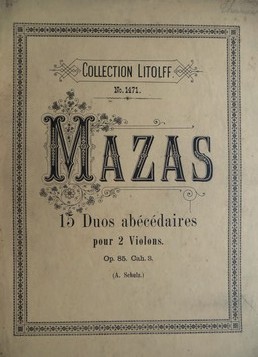 COLLECTION LITOLFF
No. 1471.
MAZAS
15 Duos abécédaires
pour 2 Violons.
Op. 85. Cah. 3.
(A. Schulz.)